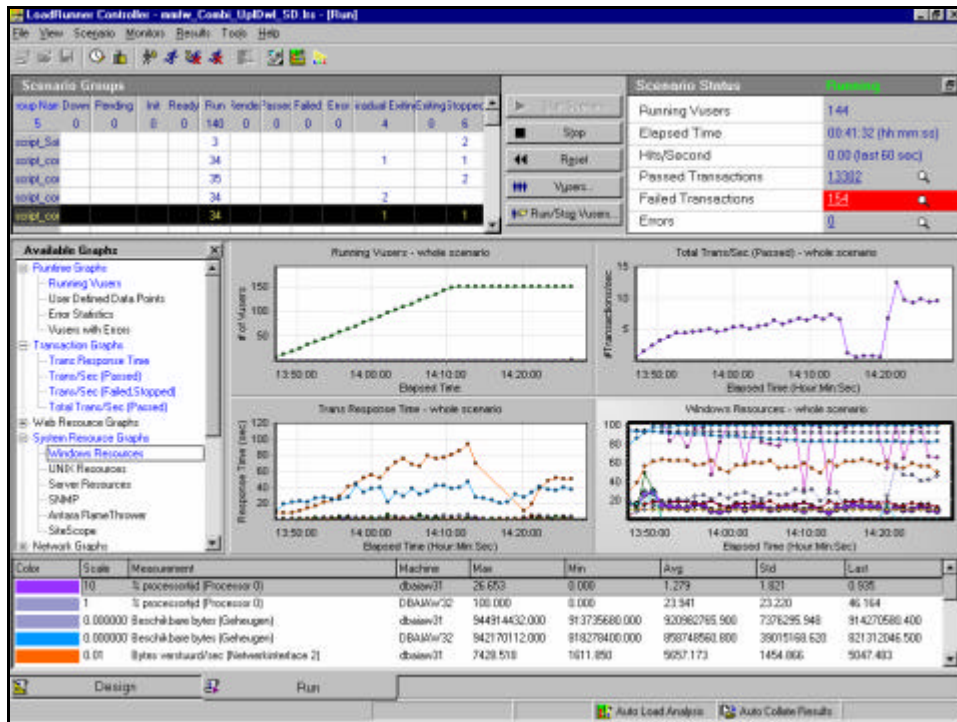 LoadRunner Controller - mmfw_Combi_UplDwl_5D.lrs - [Run]
File View Scenario Monitors Results Tools Help
Scenario Groups
Down Pending Init Ready Run Passed Failed Error Exiting Stopped
5 0 0 0 0 140 0 0 0 0 4 0 6
3 2
34 1 1
35 2
34 2
34 1 1
Run Scenario
Stop
Reset
Vusers...
Run/Stop Vusers...
Scenario Status
Running
Running Vusers 144
Elapsed Time 00:41:32 (hh:mm:ss)
Hits/Second 0.00 (last 60 sec)
Passed Transactions 13302
Failed Transactions 154
Errors 0
Available Graphs
Runtime Graphs
Running Vusers
User Defined Data Points
Error Statistics
Vusers with Errors
Transaction Graphs
Trans Response Time
Trans/Sec (Passed)
Trans/Sec (Failed,Stopped)
Total Trans/Sec (Passed)
Web Resource Graphs
System Resource Graphs
Windows Resources
UNIX Resources
Server Resources
SNMP
Antara FlameThrower
SiteScope
Network Graphs
Running Vusers - whole scenario
# of Vusers
150
100
50
13:50:00 14:00:00 14:10:00 14:20:00
Elapsed Time
Total Trans/Sec (Passed) - whole scenario
#Transactions/sec
15
10
5
13:50:00 14:00:00 14:10:00 14:20:00
Elapsed Time (Hour:Min:Sec)
Trans Response Time - whole scenario
Response Time (sec)
120
100
80
60
40
20
13:50:00 14:00:00 14:10:00 14:20:00
Elapsed Time (Hour:Min:Sec)
Windows Resources - whole scenario
100
80
60
40
20
13:50:00 14:00:00 14:10:00 14:20:00
Elapsed Time (Hour:Min:Sec)
Color Scale Measurement Machine Max Min Avg Std Last
10 % processortijd (Processor 0) dbaiaw31 26.653 0.000 1.279 1.821 0.935
1 % processortijd (Processor 0) DBAIAW32 100.000 0.000 23.941 23.220 46.164
0.000000 Beschikbare bytes (Geheugen) dbaiaw31 944914432.000 913735680.000 920982765.900 7376295.948 914270580.400
0.000000 Beschikbare bytes (Geheugen) DBAIAW32 942170112.000 818278400.000 858748560.800 39015168.620 821312046.500
0.01 Bytes verstuurd/sec (Netwerkinterface 2) dbaiaw31 7428.518 1611.850 5657.173 1454.866 5047.483
Design
Run
Auto Load Analysis
Auto Collate Results